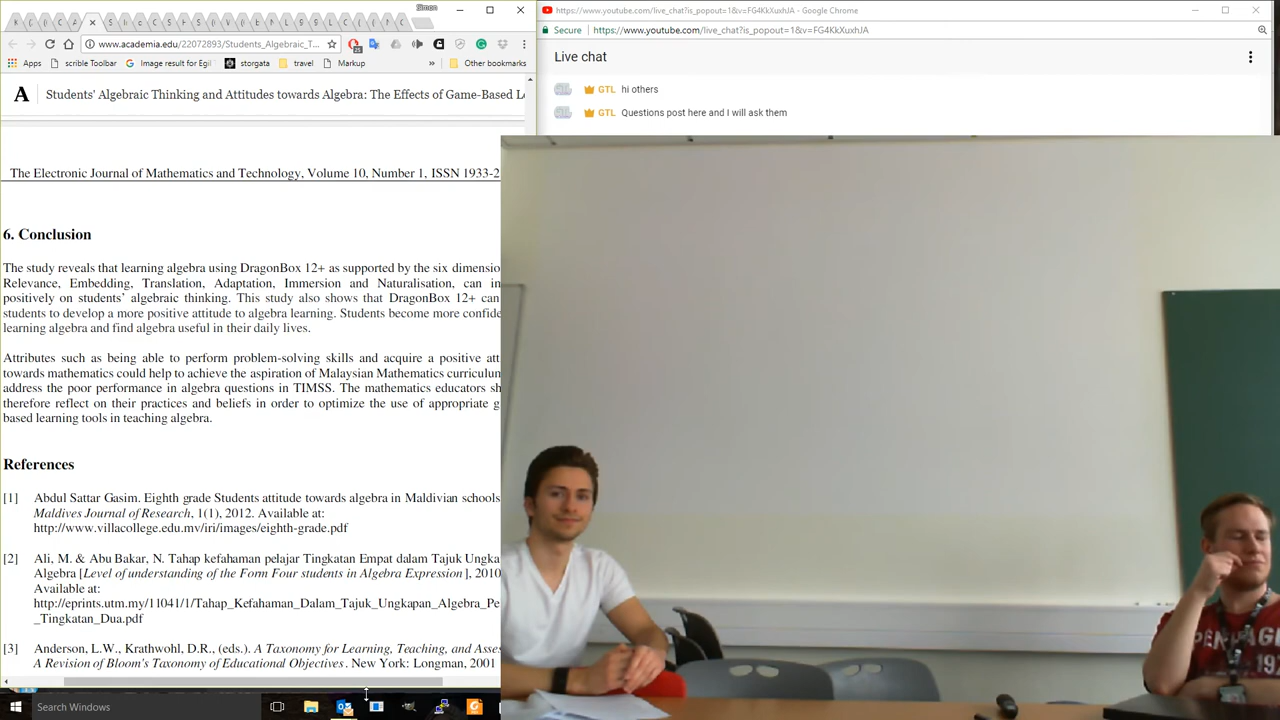 Simon
https://www.youtube.com/live_chat?is_popout=1&v=FG4KkXuxhJA - Google Chrome
www.academia.edu/22072893/Students_Algebraic_T...
Secure https://www.youtube.com/live_chat?is_popout=1&v=FG4KkXuxhJA
Apps scrible Toolbar Image result for Egil storgata travel Markup » Other bookmarks
Live chat
A Students' Algebraic Thinking and Attitudes towards Algebra: The Effects of Game-Based
GTL hi others
GTL Questions post here and I will ask them
The Electronic Journal of Mathematics and Technology, Volume 10, Number 1, ISSN 1933-2
6. Conclusion
The study reveals that learning algebra using DragonBox 12+ as supported by the six dimensio
Relevance, Embedding, Translation, Adaptation, Immersion and Naturalisation, can in
positively on students' algebraic thinking. This study also shows that DragonBox 12+ can
students to develop a more positive attitude to algebra learning. Students become more confide
learning algebra and find algebra useful in their daily lives.
Attributes such as being able to perform problem-solving skills and acquire a positive att
towards mathematics could help to achieve the aspiration of Malaysian Mathematics curriculun
address the poor performance in algebra questions in TIMSS. The mathematics educators sh
therefore reflect on their practices and beliefs in order to optimize the use of appropriate g
based learning tools in teaching algebra.
References
[1] Abdul Sattar Gasim. Eighth grade Students attitude towards algebra in Maldivian schools
Maldives Journal of Research, 1(1), 2012. Available at:
http://www.villacollege.edu.mv/iri/images/eighth-grade.pdf
[2] Ali, M. & Abu Bakar, N. Tahap kefahaman pelajar Tingkatan Empat dalam Tajuk Ungka
Algebra [Level of understanding of the Form Four students in Algebra Expression], 2010
Available at:
http://eprints.utm.my/11041/1/Tahap_Kefahaman_Dalam_Tajuk_Ungkapan_Algebra_Pe
_Tingkatan_Dua.pdf
[3] Anderson, L.W., Krathwohl, D.R., (eds.). A Taxonomy for Learning, Teaching, and Asses
A Revision of Bloom's Taxonomy of Educational Objectives. New York: Longman, 2001
Search Windows